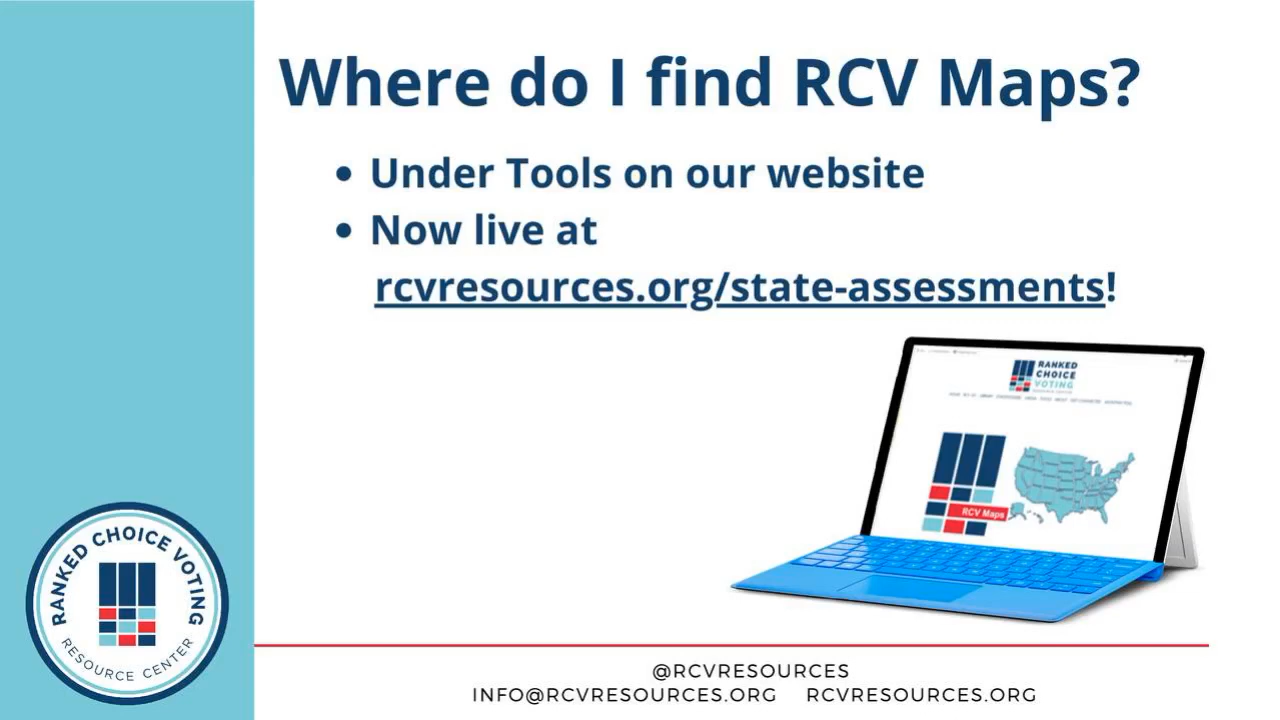 Where do I find RCV Maps?
• Under Tools on our website
• Now live at
rcvresources.org/state-assessments!
RANKED
CHOICE
VOTING
RCV Maps
RANKED CHOICE VOTING
RESOURCE CENTER
@RCVRESOURCES
INFO@RCVRESOURCES.ORG RCVRESOURCES.ORG